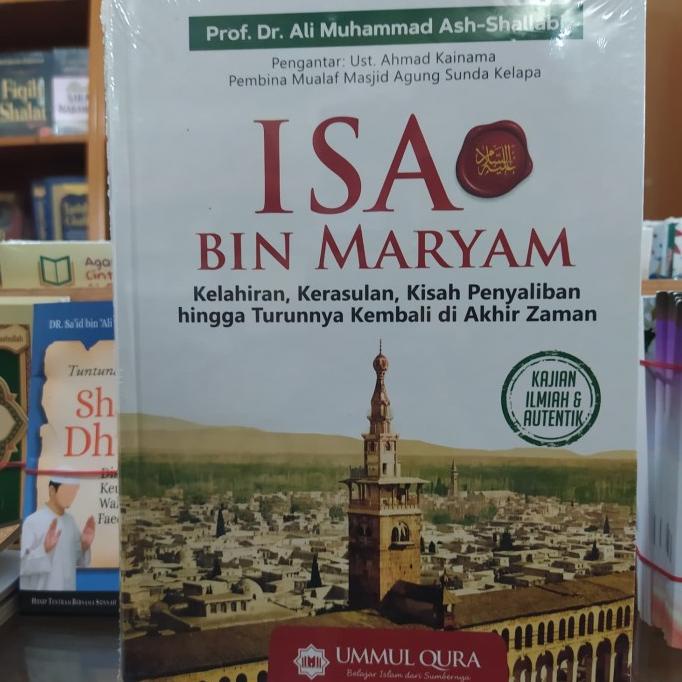 Prof. Dr. Ali Muhammad Ash-Shallabi
Pengantar: Ust. Ahmad Kainama
Pembina Mualaf Masjid Agung Sunda Kelapa
ISA
عليه السلام
BIN MARYAM
Kelahiran, Kerasulan, Kisah Penyaliban
hingga Turunnya Kembali di Akhir Zaman
KAJIAN
ILMIAH &
AUTENTIK
UMMUL QURA
Belajar Islam dari Sumbernya
Fiqih
Shalat
DR. Sa'id bin 'Ali
Sh
Dh